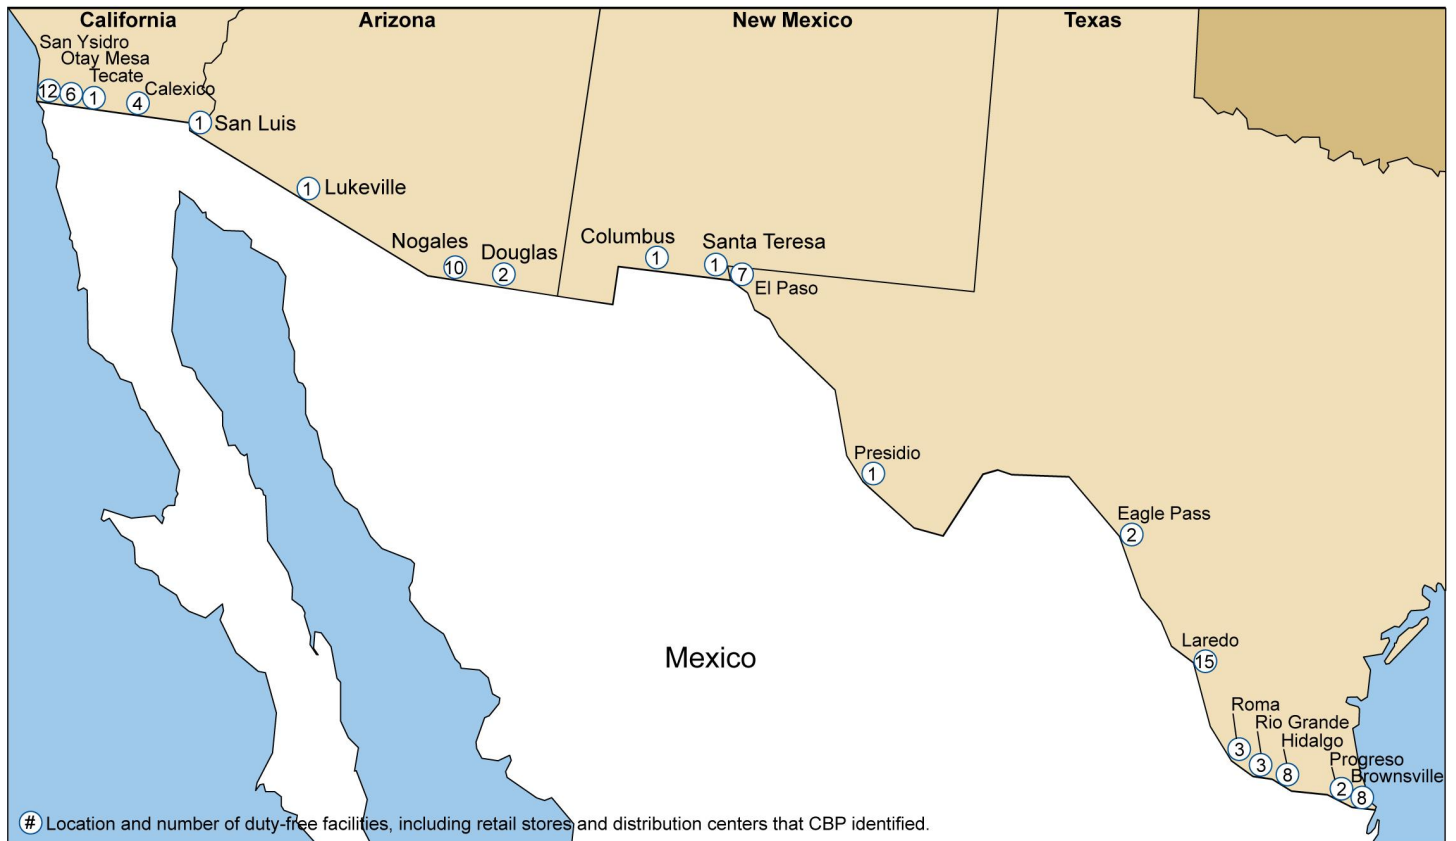 California
Arizona
New Mexico
Texas
San Ysidro
Otay Mesa
Tecate
Calexico
12
6
1
4
1
San Luis
1
Lukeville
Nogales
10
Douglas
2
Columbus
1
Santa Teresa
1
7
El Paso
Presidio
1
Eagle Pass
2
Laredo
15
Mexico
Roma
Rio Grande
Hidalgo
Progreso
Brownsville
3
3
8
2
8
# Location and number of duty-free facilities, including retail stores and distribution centers that CBP identified.